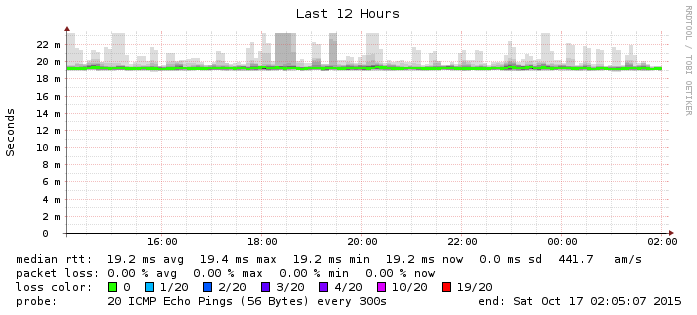 Last 12 Hours
RRDTOOL / TOBI OETIKER
Seconds
22 m
20 m
18 m
16 m
14 m
12 m
10 m
8 m
6 m
4 m
2 m
0
16:00 18:00 20:00 22:00 00:00 02:00
median rtt: 19.2 ms avg 19.4 ms max 19.2 ms min 19.2 ms now 0.0 ms sd 441.7 am/s
packet loss: 0.00 % avg 0.00 % max 0.00 % min 0.00 % now
loss color: 0 1/20 2/20 3/20 4/20 10/20 19/20
probe: 20 ICMP Echo Pings (56 Bytes) every 300s end: Sat Oct 17 02:05:07 2015